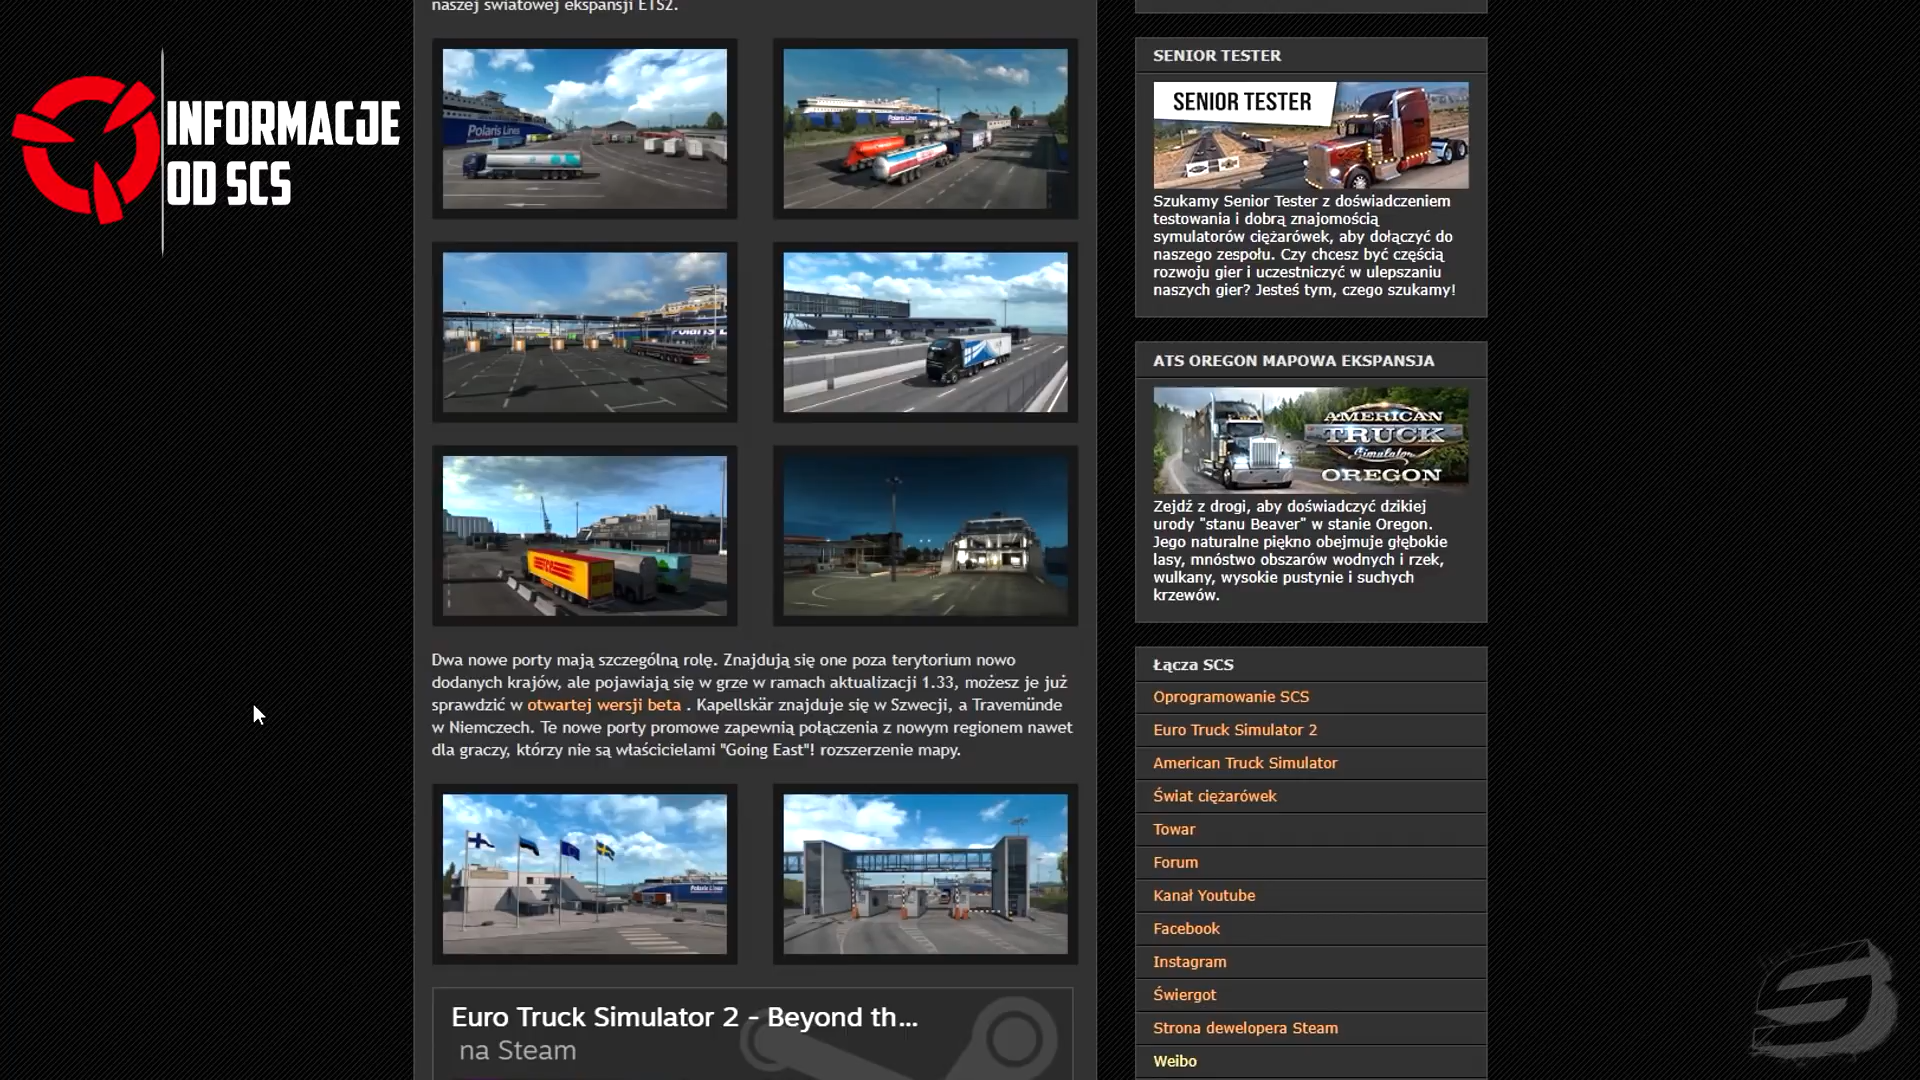 naszej światowej ekspansji ETS2.
INFORMACJE
OD SCS
Polaris Lines
Polaris Lines
Polaris Lines
Dwa nowe porty mają szczególną rolę. Znajdują się one poza terytorium nowo
dodanych krajów, ale pojawiają się w grze w ramach aktualizacji 1.33, możesz je już
sprawdzić w otwartej wersji beta . Kapellskär znajduje się w Szwecji, a Travemünde
w Niemczech. Te nowe porty promowe zapewnią połączenia z nowym regionem nawet
dla graczy, którzy nie są właścicielami "Going East"! rozszerzenie mapy.
Polaris Lines
Euro Truck Simulator 2 - Beyond th...
na Steam
SENIOR TESTER
SENIOR TESTER
Szukamy Senior Tester z doświadczeniem
testowania i dobrą znajomością
symulatorów ciężarówek, aby dołączyć do
naszego zespołu. Czy chcesz być częścią
rozwoju gier i uczestniczyć w ulepszaniu
naszych gier? Jesteś tym, czego szukamy!
ATS OREGON MAPOWA EKSPANSJA
AMERICAN
TRUCK
Simulator
OREGON
Zejdź z drogi, aby doświadczyć dzikiej
urody "stanu Beaver" w stanie Oregon.
Jego naturalne piękno obejmuje głębokie
lasy, mnóstwo obszarów wodnych i rzek,
wulkany, wysokie pustynie i suchych
krzewów.
Łącza SCS
Oprogramowanie SCS
Euro Truck Simulator 2
American Truck Simulator
Świat ciężarówek
Towar
Forum
Kanał Youtube
Facebook
Instagram
Świergot
Strona dewelopera Steam
Weibo